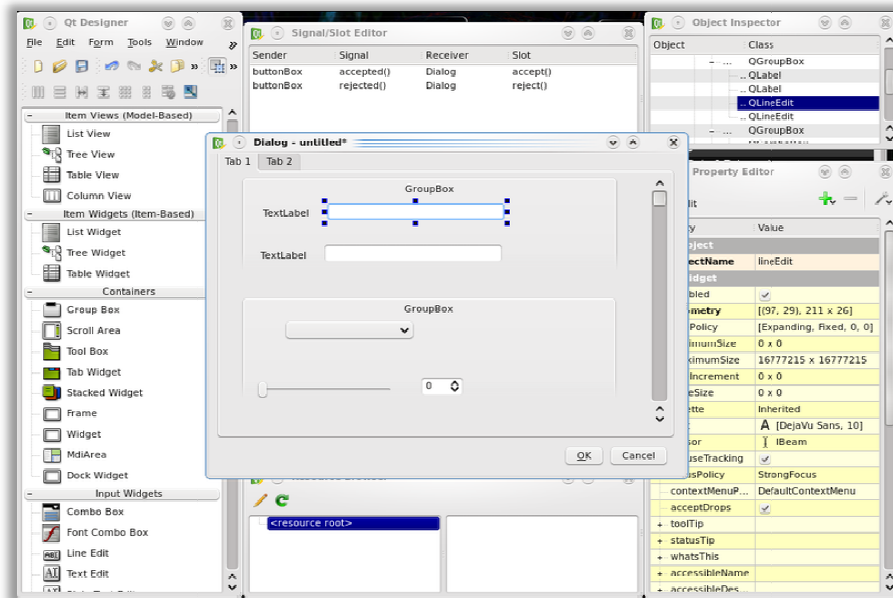 Qt Designer
File Edit Form Tools Window
Item Views (Model-Based)
List View
Tree View
Table View
Column View
Item Widgets (Item-Based)
List Widget
Tree Widget
Table Widget
Containers
Group Box
Scroll Area
Tool Box
Tab Widget
Stacked Widget
Frame
Widget
MdiArea
Dock Widget
Input Widgets
Combo Box
Font Combo Box
Line Edit
Text Edit
Signal/Slot Editor
Sender Signal Receiver Slot
buttonBox accepted() Dialog accept()
buttonBox rejected() Dialog reject()
Dialog - untitled*
Tab 1 Tab 2
GroupBox
TextLabel
TextLabel
GroupBox
0
OK Cancel
<resource root>
Object Inspector
Object Class
... QGroupBox
... QLabel
... QLabel
... QLineEdit
... QLineEdit
... QGroupBox
Property Editor
Value
lineEdit
[(97, 29), 211 x 26]
[Expanding, Fixed, 0, 0]
0 x 0
16777215 x 16777215
0 x 0
0 x 0
Inherited
A [DejaVu Sans, 10]
IBeam
StrongFocus
contextMenuP... DefaultContextMenu
acceptDrops
toolTip
statusTip
whatsThis
accessibleName
accessibleDes...